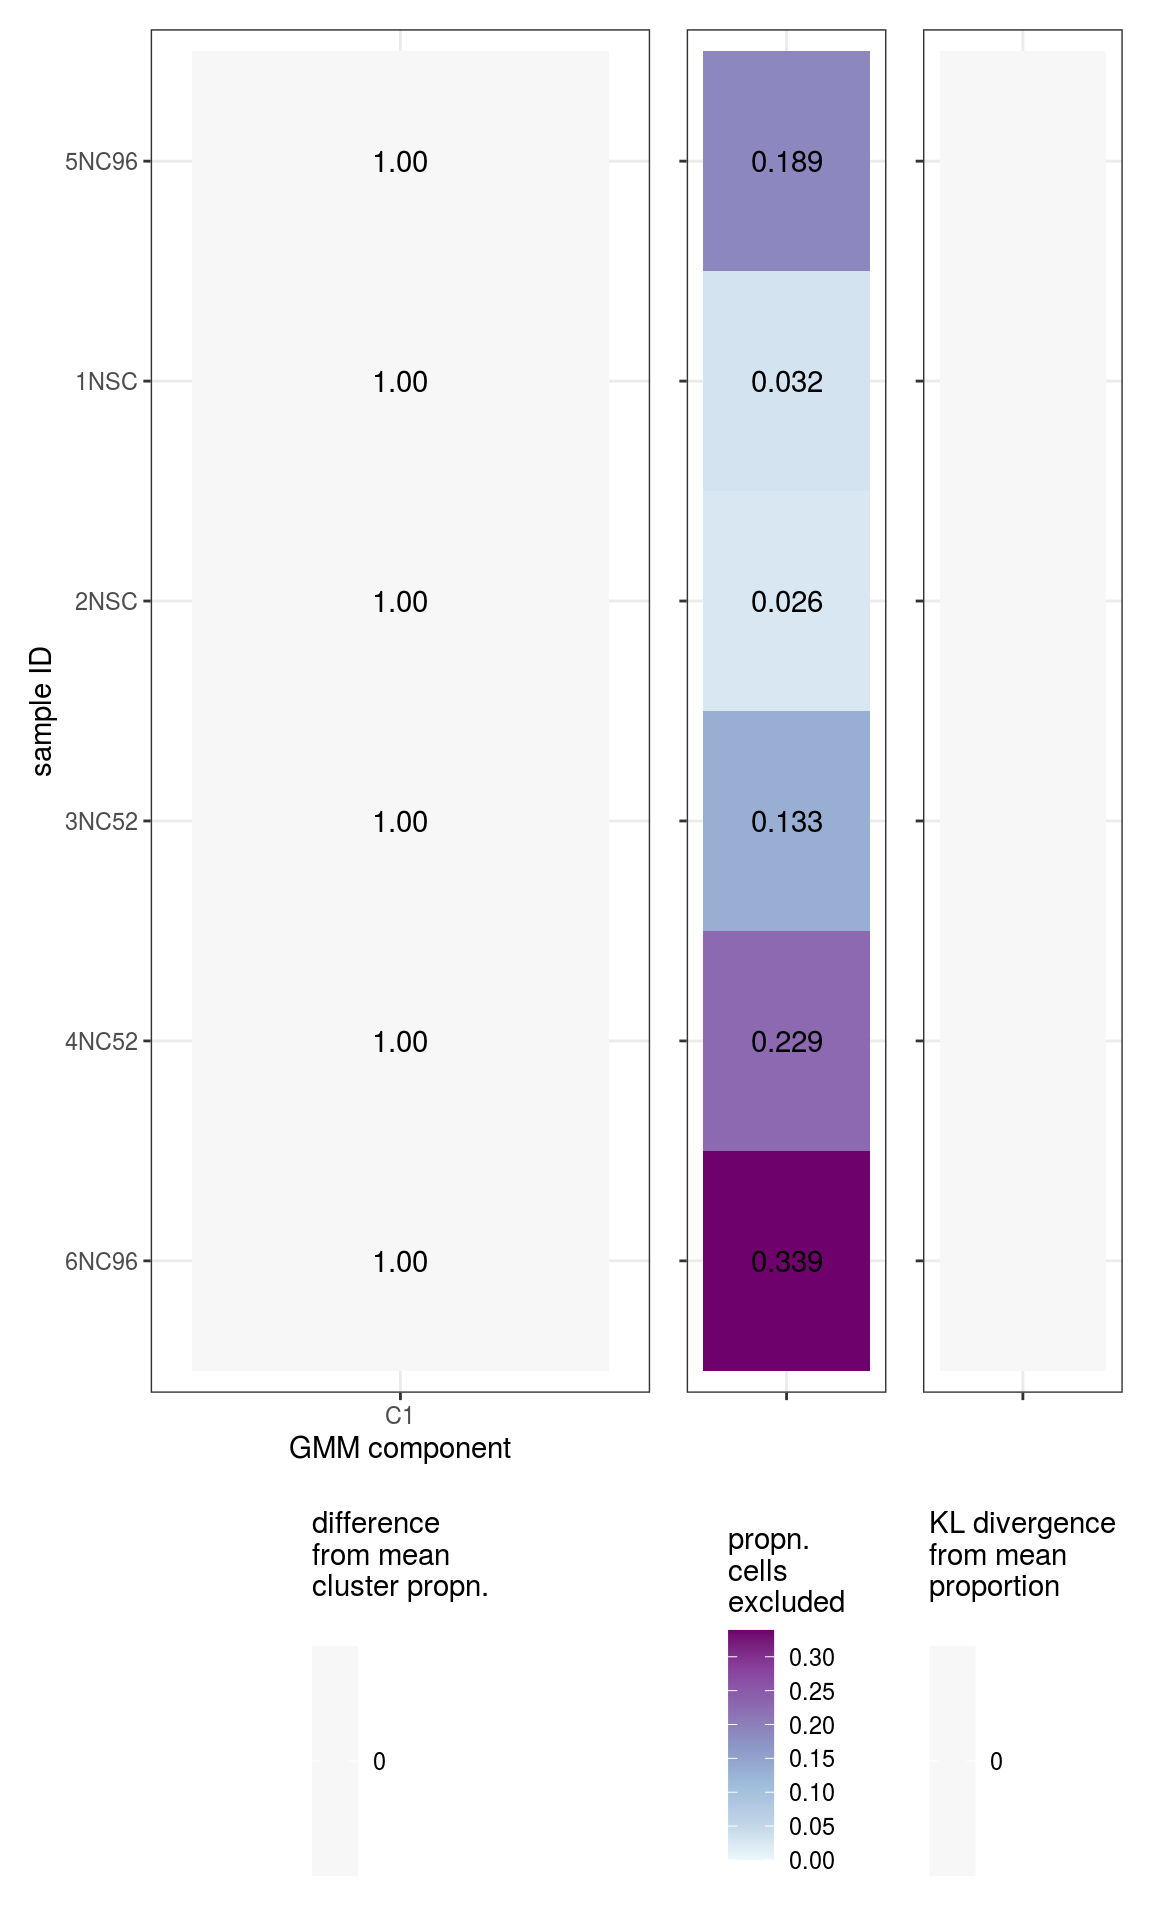 sample ID
5NC96
1.00
0.189
1NSC
1.00
0.032
2NSC
1.00
0.026
3NC52
1.00
0.133
4NC52
1.00
0.229
6NC96
1.00
0.339
C1
GMM component
difference
from mean
cluster propn.
0
propn.
cells
excluded
0.30
0.25
0.20
0.15
0.10
0.05
0.00
KL divergence
from mean
proportion
0